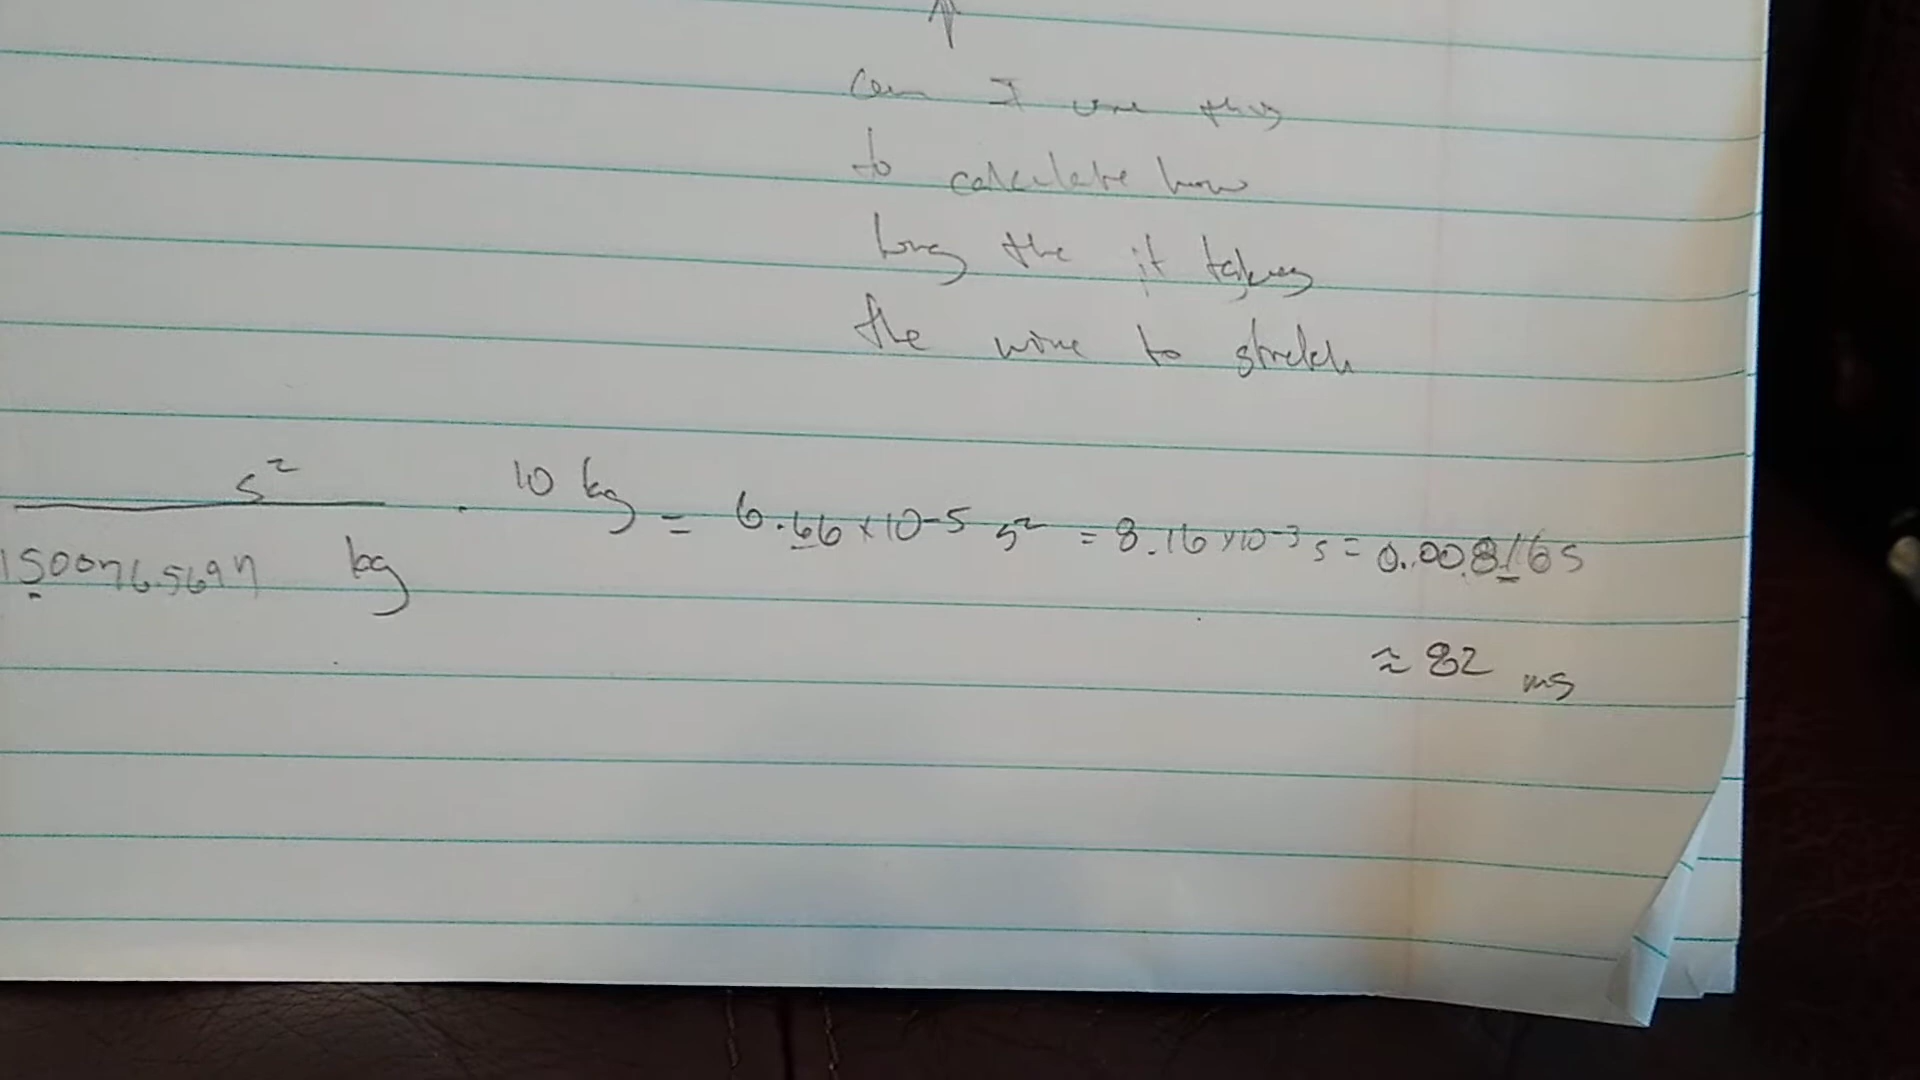 can I use this
to calculate how
long the it takes
the wire to stretch
s² / 150076.5697 kg · 10 kg = 6.66 x 10-5 s² = 8.16 x 10-3 s = 0.00816 s
≈ 82 ms